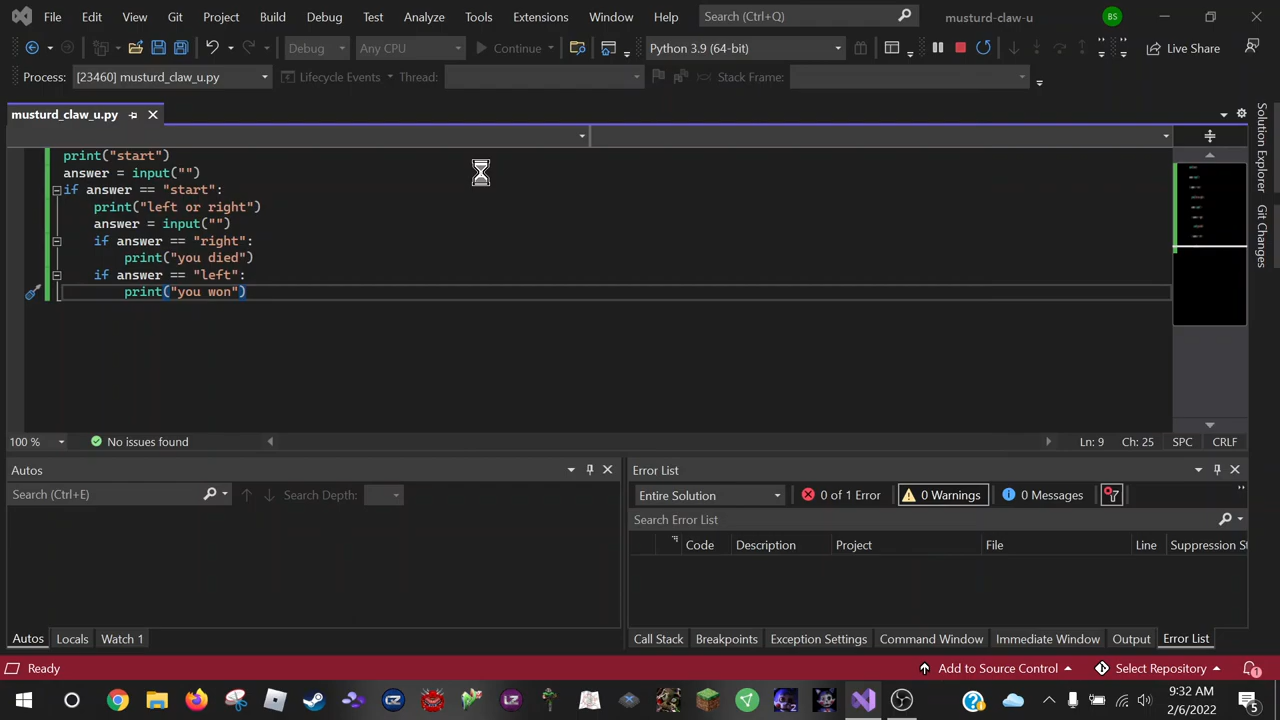 File Edit View Git Project Build Debug Test Analyze Tools Extensions Window Help Search (Ctrl+Q) musturd-claw-u BS
Debug Any CPU Continue Python 3.9 (64-bit) Live Share
Process: [23460] musturd_claw_u.py Lifecycle Events Thread: Stack Frame:
musturd_claw_u.py
print("start")
answer = input("")
if answer == "start":
print("left or right")
answer = input("")
if answer == "right":
print("you died")
if answer == "left":
print("you won")
Solution Explorer
Git Changes
100 % No issues found Ln: 9 Ch: 25 SPC CRLF
Autos
Search (Ctrl+E) Search Depth:
Error List
Entire Solution 0 of 1 Error 0 Warnings 0 Messages
Search Error List
Code Description Project File Line Suppression St
Autos Locals Watch 1
Call Stack Breakpoints Exception Settings Command Window Immediate Window Output Error List
Ready Add to Source Control Select Repository 1
9:32 AM
2/6/2022
5